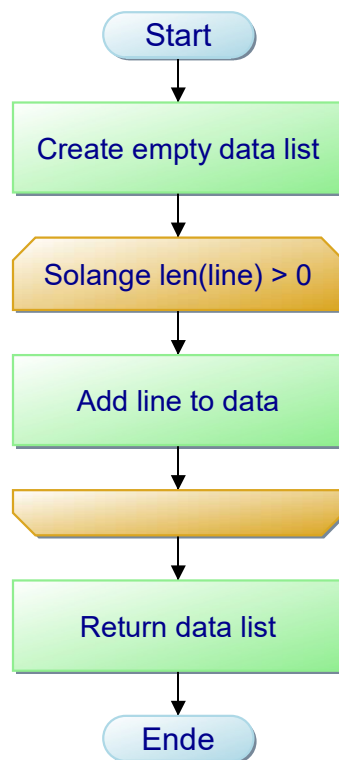 Start
Create empty data list
Solange len(line) > 0
Add line to data
Return data list
Ende